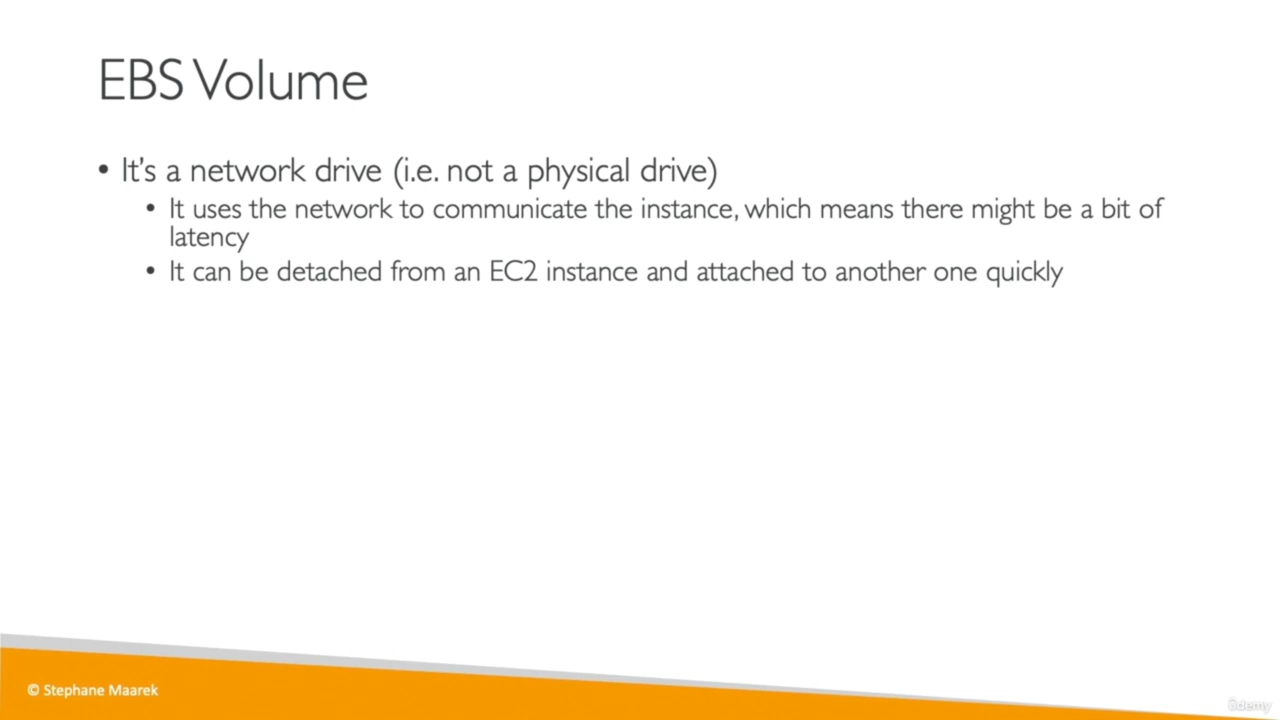 EBS Volume
• It's a network drive (i.e. not a physical drive)
• It uses the network to communicate the instance, which means there might be a bit of
latency
• It can be detached from an EC2 instance and attached to another one quickly
© Stephane Maarek
ûdemy